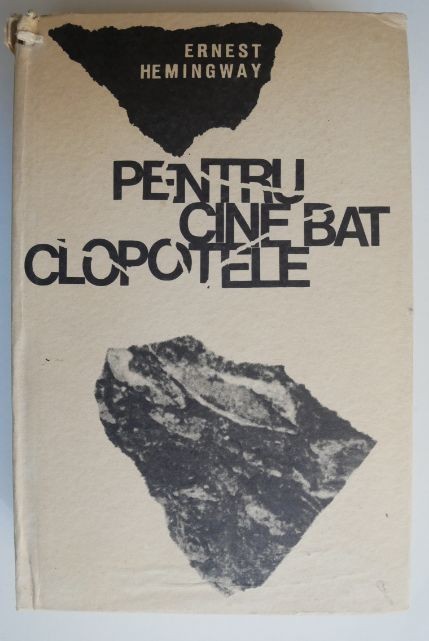 ERNEST
HEMINGWAY
PENTRU
CINE BAT
CLOPOTELE